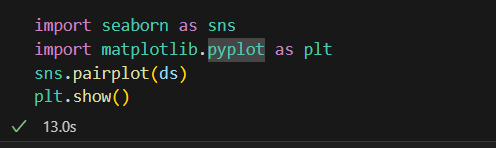 import seaborn as sns
import matplotlib.pyplot as plt
sns.pairplot(ds)
plt.show()
13.0s